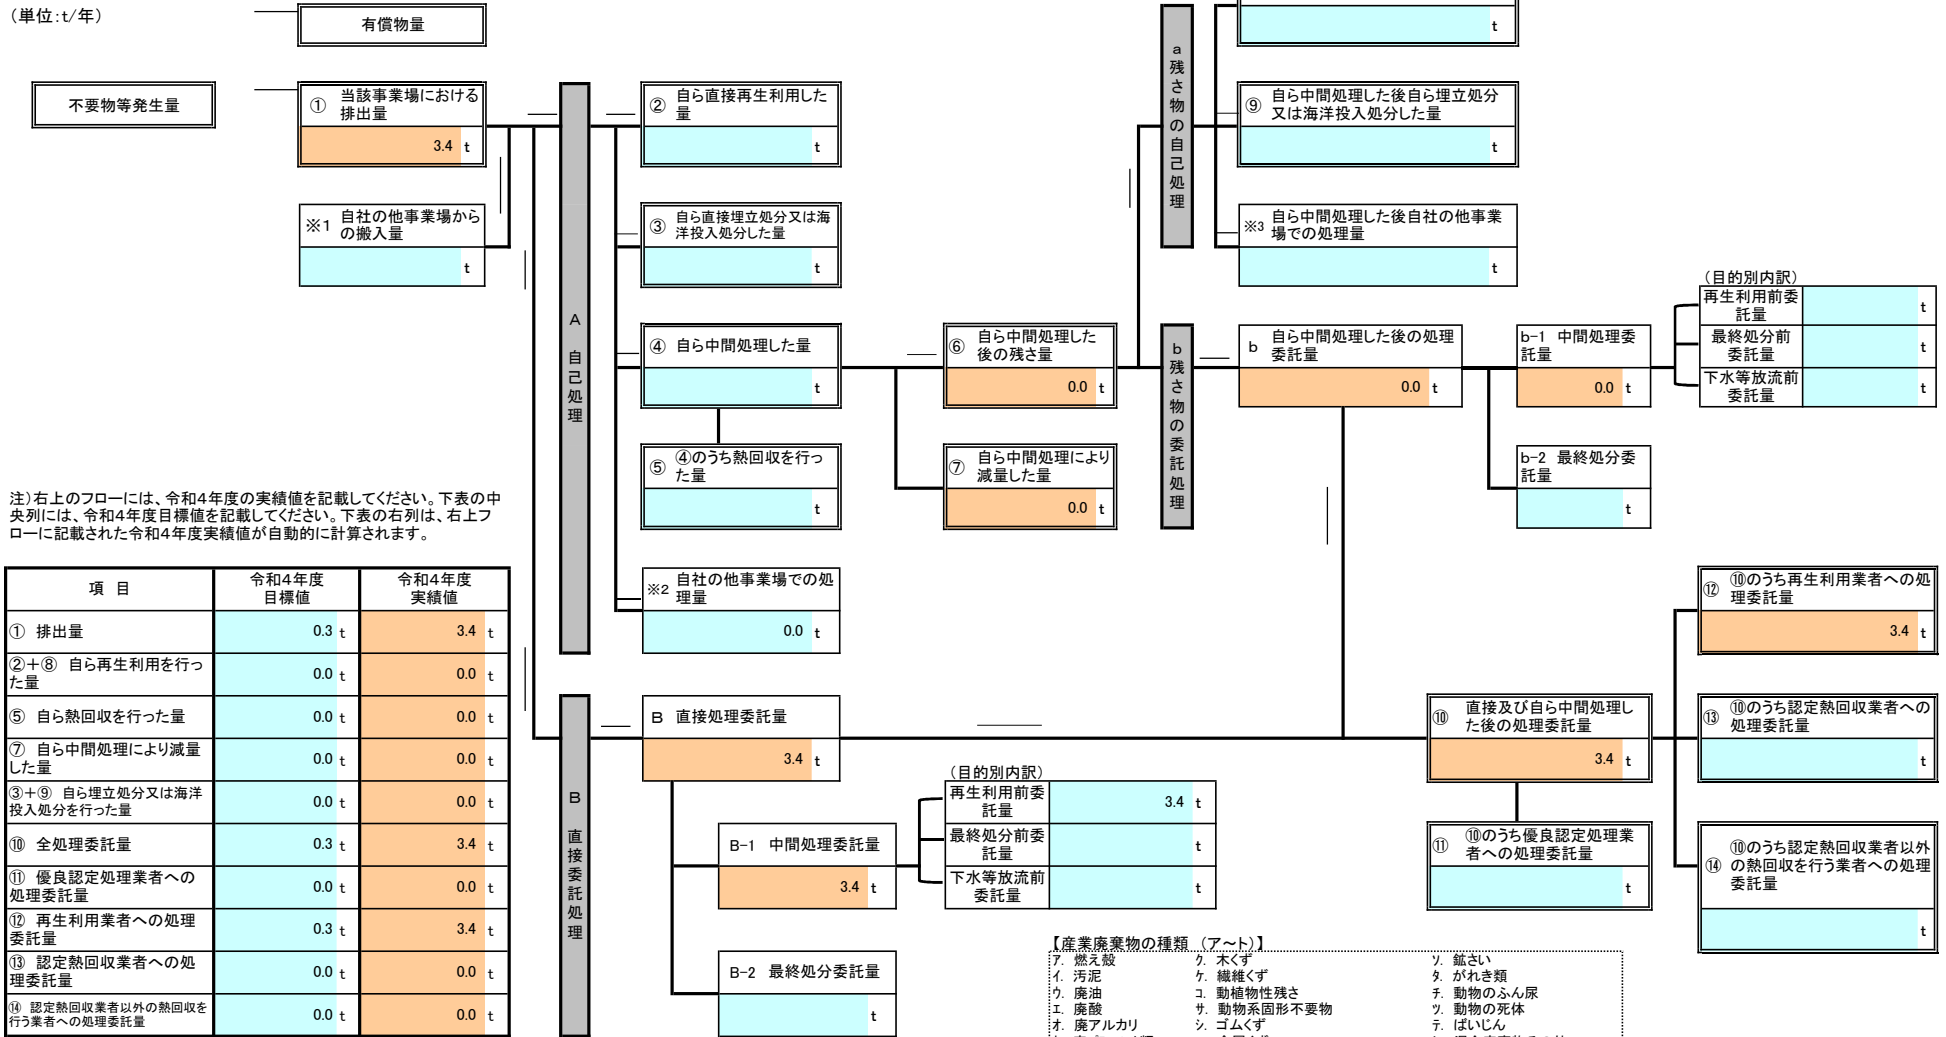 (単位:t/年)
有償物量
t
不要物等発生量
① 当該事業場における
排出量
3.4 t
※1 自社の他事業場から
の搬入量
t
A 自己処理
② 自ら直接再生利用した
量
t
③ 自ら直接埋立処分又は海
洋投入処分した量
t
④ 自ら中間処理した量
t
⑤ ④のうち熱回収を行っ
た量
t
※2 自社の他事業場での処
理量
0.0 t
⑥ 自ら中間処理した
後の残さ量
0.0 t
⑦ 自ら中間処理により
減量した量
0.0 t
a 残さ物の自己処理
⑨ 自ら中間処理した後自ら埋立処分
又は海洋投入処分した量
t
※3 自ら中間処理した後自社の他事業
場での処理量
t
b 残さ物の委託処理
b 自ら中間処理した後の処理
委託量
0.0 t
b-1 中間処理委
託量
0.0 t
b-2 最終処分委
託量
t
(目的別内訳)
再生利用前委
託量 t
最終処分前
委託量 t
下水等放流前
委託量 t
注)右上のフローには、令和4年度の実績値を記載してください。下表の中
央列には、令和4年度目標値を記載してください。下表の右列は、右上フ
ローに記載された令和4年度実績値が自動的に計算されます。
項 目 令和4年度 令和4年度
目標値 実績値
① 排出量 0.3 t 3.4 t
②+⑧ 自ら再生利用を行っ
た量 0.0 t 0.0 t
⑤ 自ら熱回収を行った量 0.0 t 0.0 t
⑦ 自ら中間処理により減量
した量 0.0 t 0.0 t
③+⑨ 自ら埋立処分又は海洋
投入処分を行った量 0.0 t 0.0 t
⑩ 全処理委託量 0.3 t 3.4 t
⑪ 優良認定処理業者への
処理委託量 0.0 t 0.0 t
⑫ 再生利用業者への処理
委託量 0.3 t 3.4 t
⑬ 認定熱回収業者への処
理委託量 0.0 t 0.0 t
⑭ 認定熱回収業者以外の熱回収を
行う業者への処理委託量 0.0 t 0.0 t
B 直接委託処理
B 直接処理委託量
3.4 t
B-1 中間処理委託量
3.4 t
B-2 最終処分委託量
t
(目的別内訳)
再生利用前委
託量 3.4 t
最終処分前委
託量 t
下水等放流前
委託量 t
⑩ 直接及び自ら中間処理し
た後の処理委託量
3.4 t
⑪ ⑩のうち優良認定処理業
者への処理委託量
t
⑫ ⑩のうち再生利用業者への処
理委託量
3.4 t
⑬ ⑩のうち認定熱回収業者への
処理委託量
t
⑭ ⑩のうち認定熱回収業者以外
の熱回収を行う業者への処理
委託量
t
【産業廃棄物の種類 (ア~ト)】
ア. 燃え殻 ク. 木くず ソ. 鉱さい
イ. 汚泥 ケ. 繊維くず タ. がれき類
ウ. 廃油 コ. 動植物性残さ チ. 動物のふん尿
エ. 廃酸 サ. 動物系固形不要物 ツ. 動物の死体
オ. 廃アルカリ シ. ゴムくず テ. ばいじん